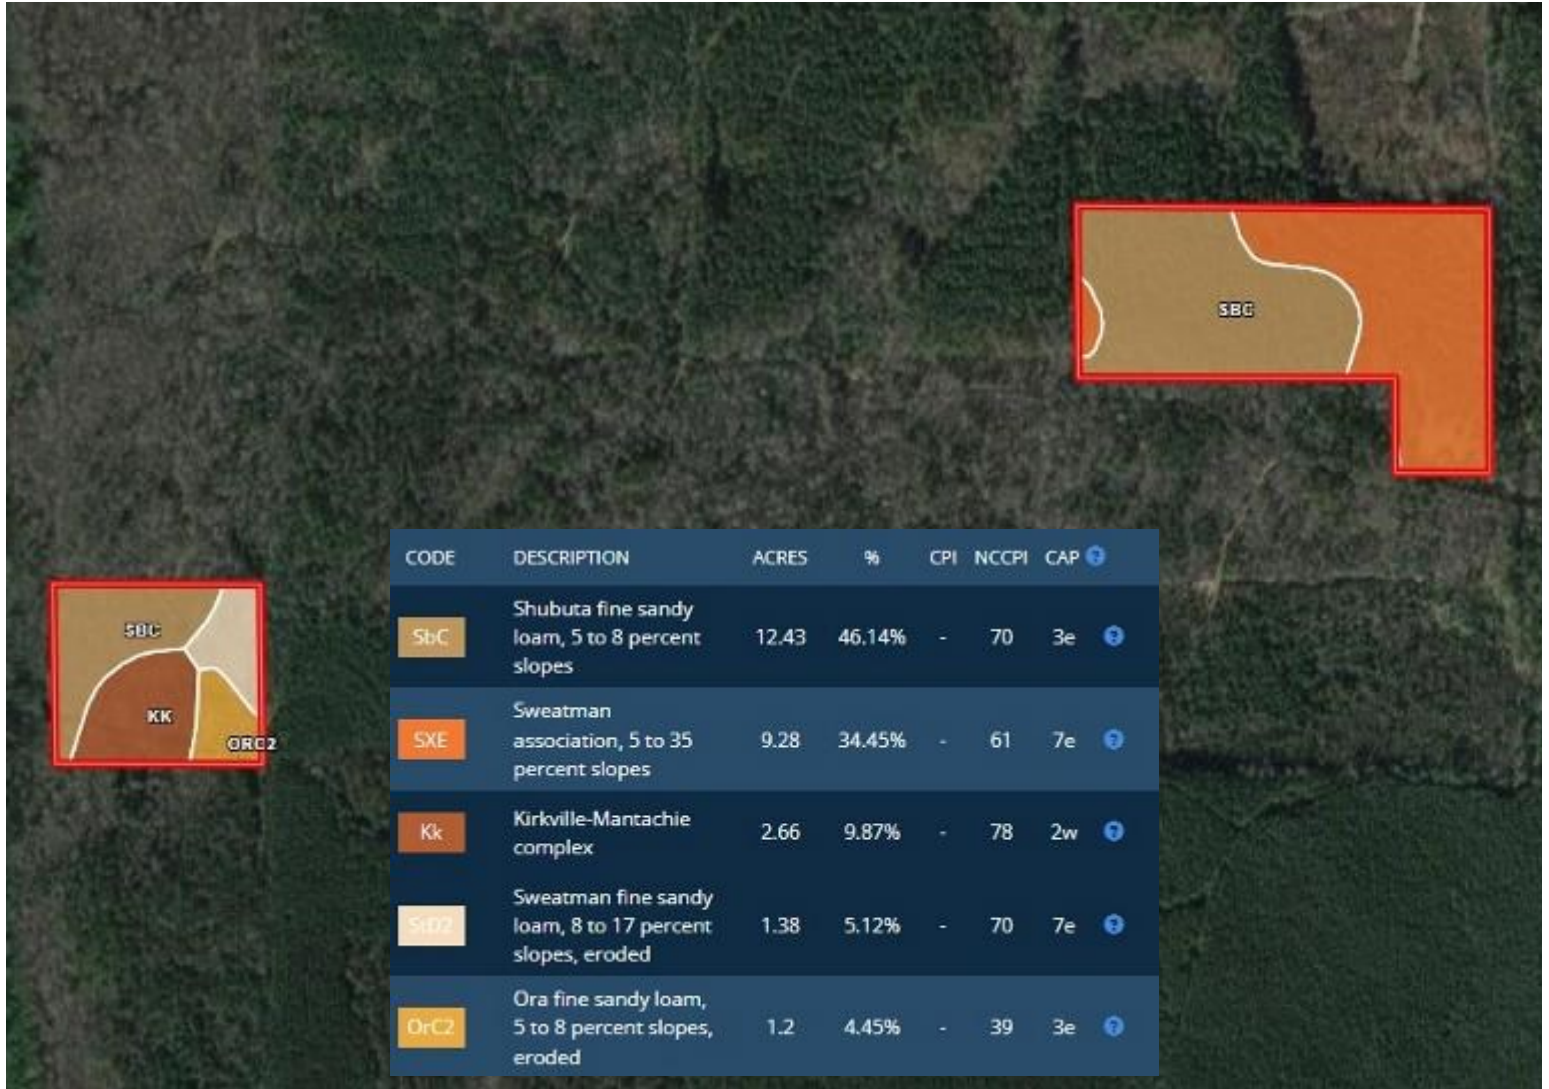 SBC
SBC
KK
ORC2
CODE DESCRIPTION ACRES % CPI NCCPI CAP ?
SbC Shubuta fine sandy loam, 5 to 8 percent slopes 12.43 46.14% - 70 3e ?
SXE Sweatman association, 5 to 35 percent slopes 9.28 34.45% - 61 7e ?
Kk Kirkville-Mantachie complex 2.66 9.87% - 78 2w ?
StD2 Sweatman fine sandy loam, 8 to 17 percent slopes, eroded 1.38 5.12% - 70 7e ?
OrC2 Ora fine sandy loam, 5 to 8 percent slopes, eroded 1.2 4.45% - 39 3e ?